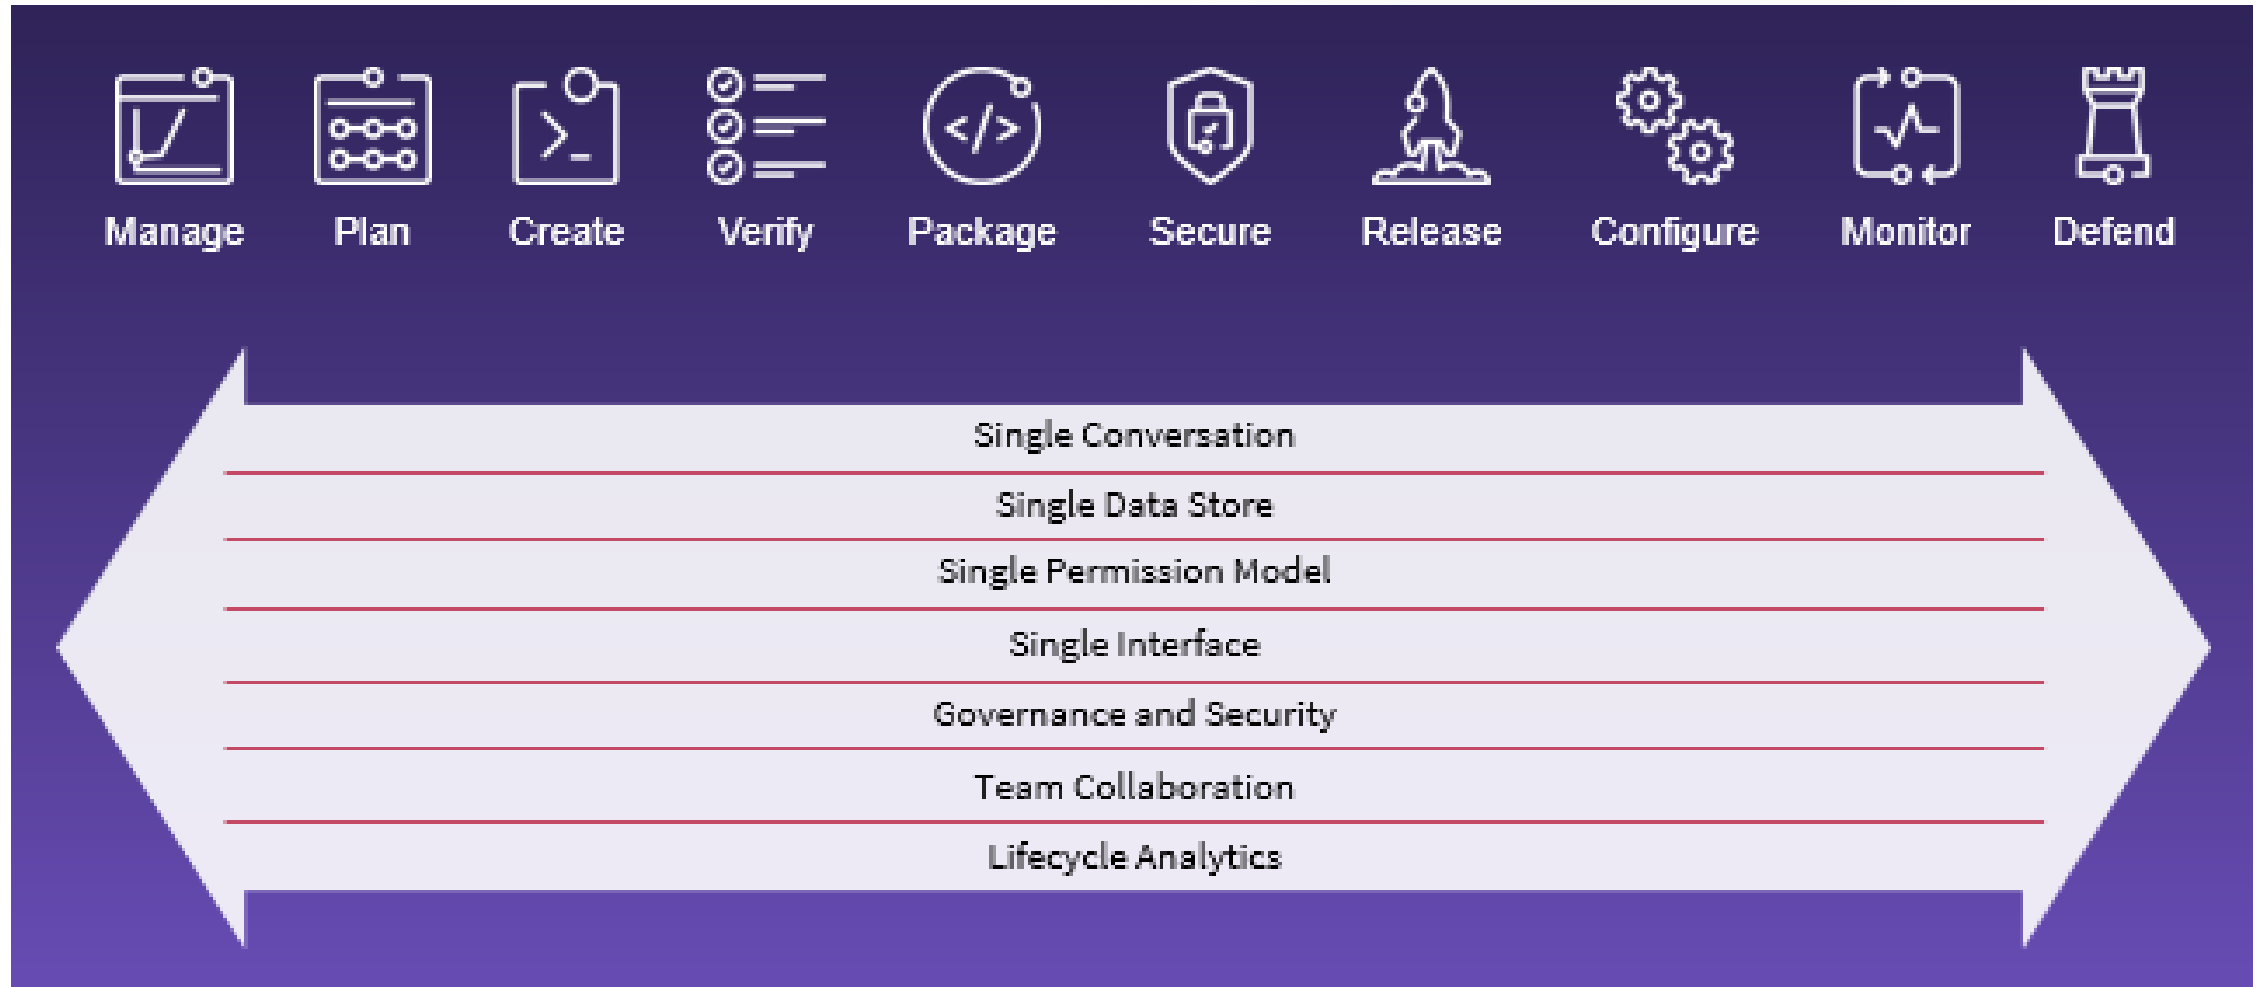 Manage Plan Create Verify Package Secure Release Configure Monitor Defend
Single Conversation
Single Data Store
Single Permission Model
Single Interface
Governance and Security
Team Collaboration
Lifecycle Analytics